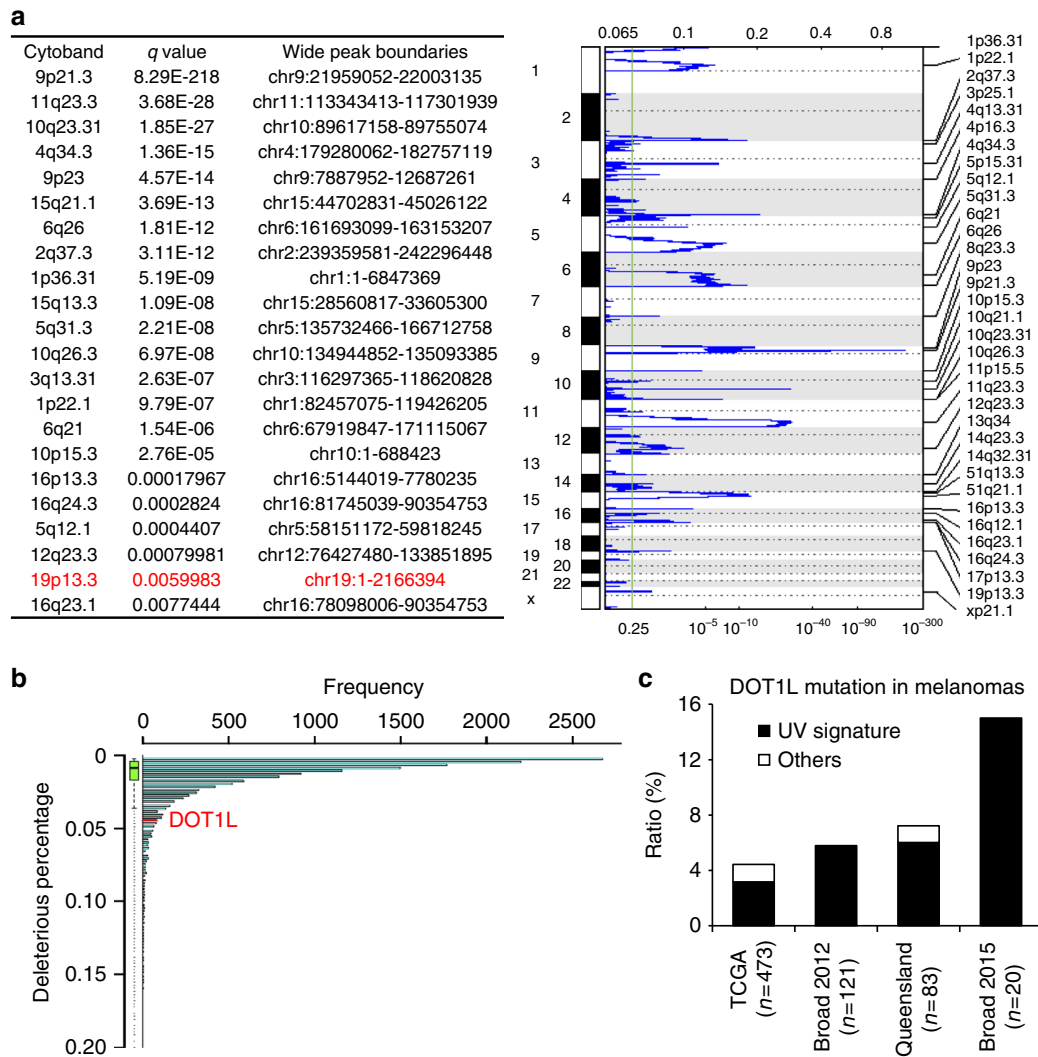 a
Cytoband q value Wide peak boundaries
9p21.3 8.29E-218 chr9:21959052-22003135
11q23.3 3.68E-28 chr11:113343413-117301939
10q23.31 1.85E-27 chr10:89617158-89755074
4q34.3 1.36E-15 chr4:179280062-182757119
9p23 4.57E-14 chr9:7887952-12687261
15q21.1 3.69E-13 chr15:44702831-45026122
6q26 1.81E-12 chr6:161693099-163153207
2q37.3 3.11E-12 chr2:239359581-242296448
1p36.31 5.19E-09 chr1:1-6847369
15q13.3 1.09E-08 chr15:28560817-33605300
5q31.3 2.21E-08 chr5:135732466-166712758
10q26.3 6.97E-08 chr10:134944852-135093385
3q13.31 2.63E-07 chr3:116297365-118620828
1p22.1 9.79E-07 chr1:82457075-119426205
6q21 1.54E-06 chr6:67919847-171115067
10p15.3 2.76E-05 chr10:1-688423
16p13.3 0.00017967 chr16:5144019-7780235
16q24.3 0.0002824 chr16:81745039-90354753
5q12.1 0.0004407 chr5:58151172-59818245
12q23.3 0.00079981 chr12:76427480-133851895
19p13.3 0.0059983 chr19:1-2166394
16q23.1 0.0077444 chr16:78098006-90354753
0.065 0.1 0.2 0.4 0.8
1
2
3
4
5
6
7
8
9
10
11
12
13
14
15
16
17
18
19
20
21
22
x
0.25 10⁻⁵ 10⁻¹⁰ 10⁻⁴⁰ 10⁻⁹⁰ 10⁻³⁰⁰
1p36.31
1p22.1
2q37.3
3p25.1
4q13.31
4p16.3
4q34.3
5p15.31
5q12.1
5q31.3
6q21
6q26
8q23.3
9p23
9p21.3
10p15.3
10q21.1
10q23.31
10q26.3
11p15.5
11q23.3
12q23.3
13q34
14q23.3
14q32.31
51q13.3
51q21.1
16p13.3
16q12.1
16q23.1
16q24.3
17p13.3
19p13.3
xp21.1
b
Frequency
0 500 1000 1500 2000 2500
Deleterious percentage
0
0.05
0.10
0.15
0.20
DOT1L
c
DOT1L mutation in melanomas
UV signature
Others
Ratio (%)
16
12
8
4
0
TCGA
(n=473)
Broad 2012
(n=121)
Queensland
(n=83)
Broad 2015
(n=20)